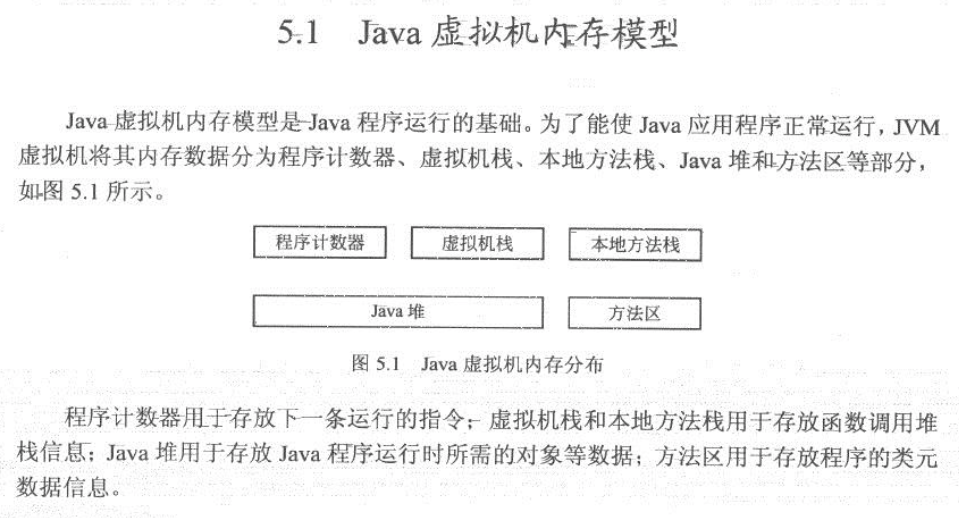 5.1 Java 虚拟机内存模型
Java 虚拟机内存模型是 Java 程序运行的基础。为了能使 Java 应用程序正常运行，JVM
虚拟机将其内存数据分为程序计数器、虚拟机栈、本地方法栈、Java 堆和方法区等部分，
如图 5.1 所示。
程序计数器 虚拟机栈 本地方法栈
Java 堆 方法区
图 5.1 Java 虚拟机内存分布
程序计数器用于存放下一条运行的指令；虚拟机栈和本地方法栈用于存放函数调用堆
栈信息；Java 堆用于存放 Java 程序运行时所需的对象等数据；方法区用于存放程序的类元
数据信息。